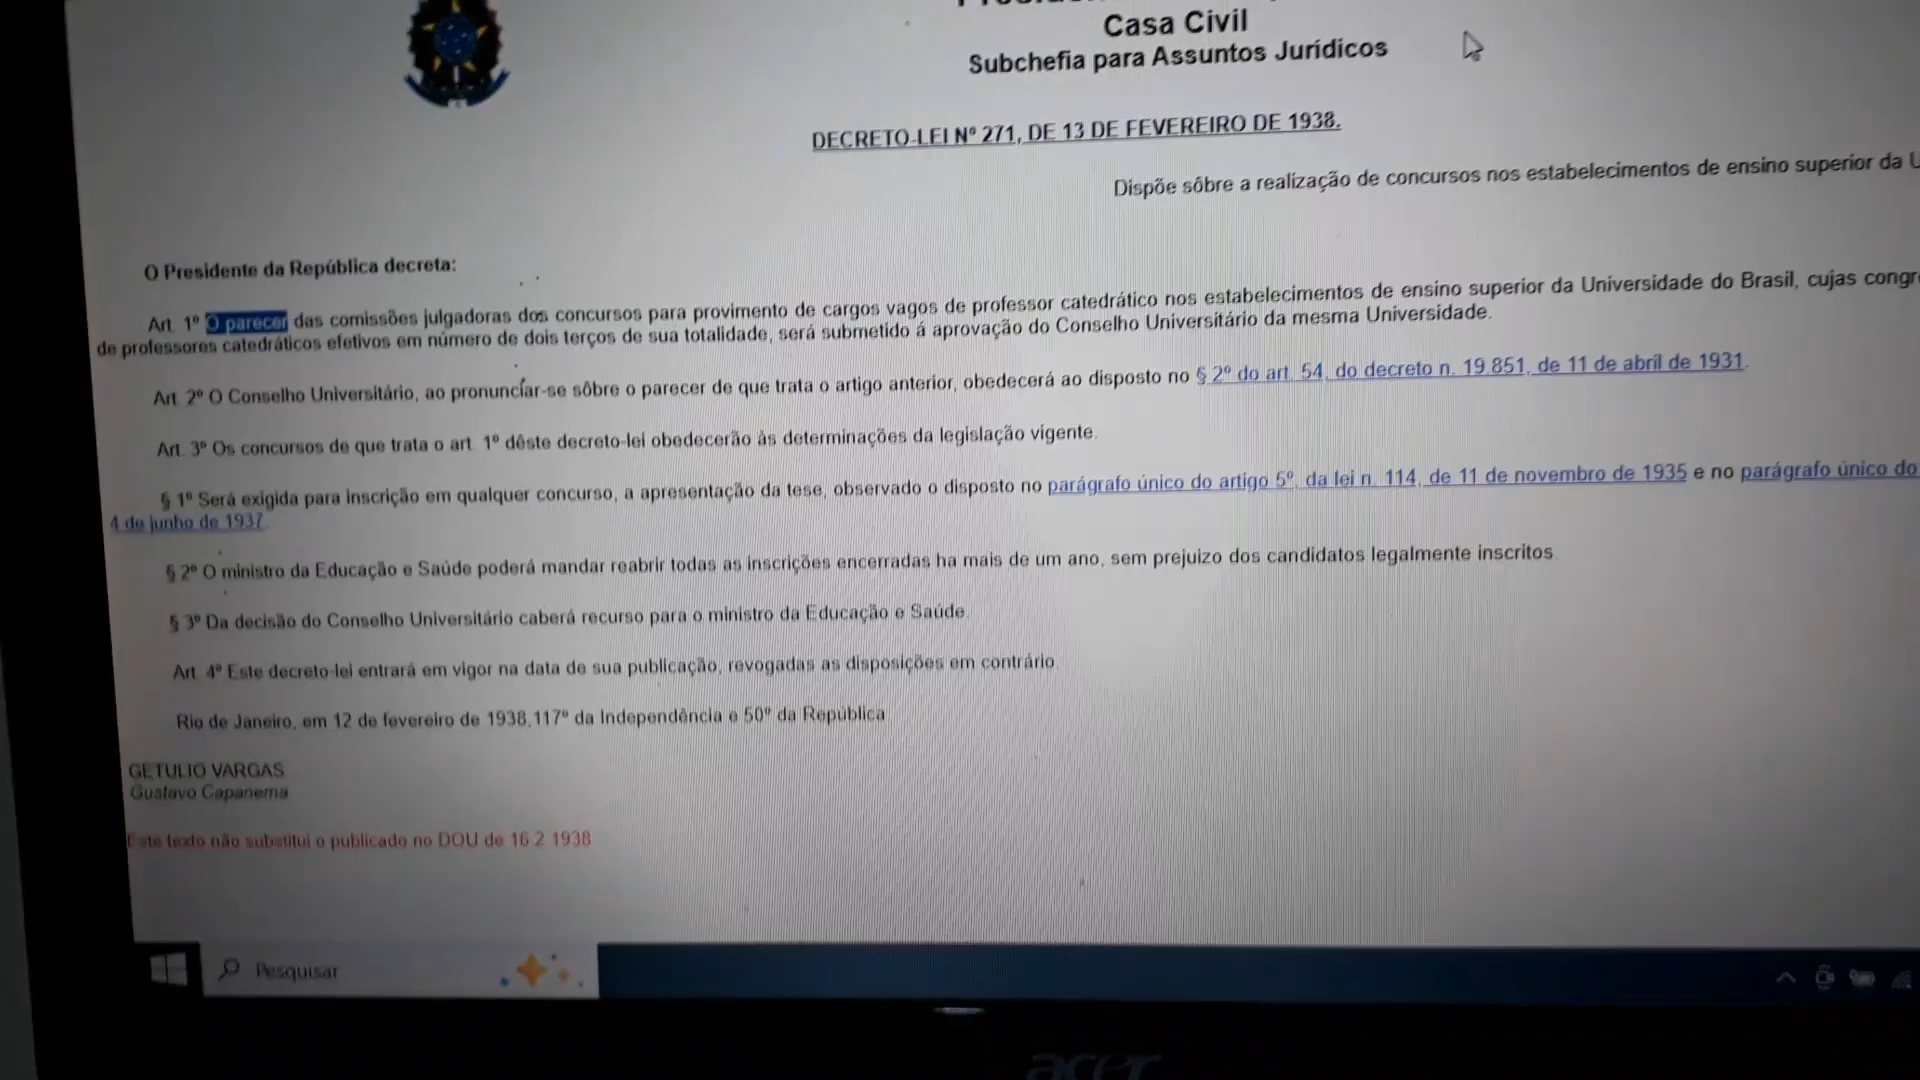 Casa Civil
Subchefia para Assuntos Jurídicos
DECRETO-LEI Nº 271, DE 13 DE FEVEREIRO DE 1938.
Dispõe sôbre a realização de concursos nos estabelecimentos de ensino superior da
O Presidente da República decreta:
Art. 1º O parecer das comissões julgadoras dos concursos para provimento de cargos vagos de professor catedrático nos estabelecimentos de ensino superior da Universidade do Brasil, cujas
de professores catedráticos efetivos em número de dois terços de sua totalidade, será submetido á aprovação do Conselho Universitário da mesma Universidade.
Art. 2º O Conselho Universitário, ao pronunciar-se sôbre o parecer de que trata o artigo anterior, obedecerá ao disposto no § 2º do art. 54, do decreto n. 19.851, de 11 de abril de 1931.
Art. 3º Os concursos de que trata o art. 1º dêste decreto-lei obedecerão às determinações da legislação vigente.
§ 1º Será exigida para inscrição em qualquer concurso, a apresentação da tese, observado o disposto no parágrafo único do artigo 5º, da lei n. 114, de 11 de novembro de 1935 e no parágrafo único do
4 de junho de 1937.
§ 2º O ministro da Educação e Saúde poderá mandar reabrir todas as inscrições encerradas ha mais de um ano, sem prejuizo dos candidatos legalmente inscritos.
§ 3º Da decisão do Conselho Universitário caberá recurso para o ministro da Educação e Saúde.
Art. 4º Este decreto-lei entrará em vigor na data de sua publicação, revogadas as disposições em contrário.
Rio de Janeiro, em 12 de fevereiro de 1938, 117º da Independência e 50º da República
GETULIO VARGAS
Gustavo Capanema
Este texto não substitui o publicado no DOU de 16.2.1938
Pesquisar
acer